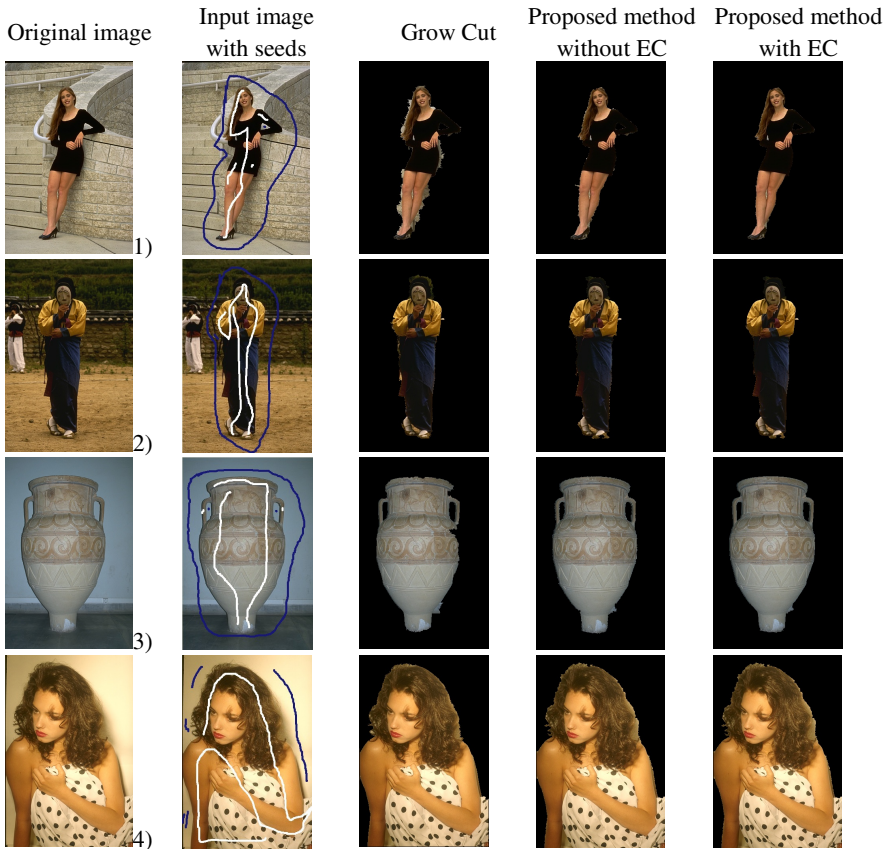 Original image
Input image
with seeds
Grow Cut
Proposed method
without EC
Proposed method
with EC
1)
2)
3)
4)